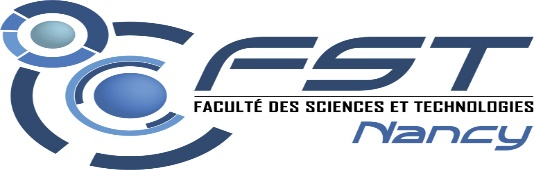 FST
FACULTÉ DES SCIENCES ET TECHNOLOGIES
Nancy